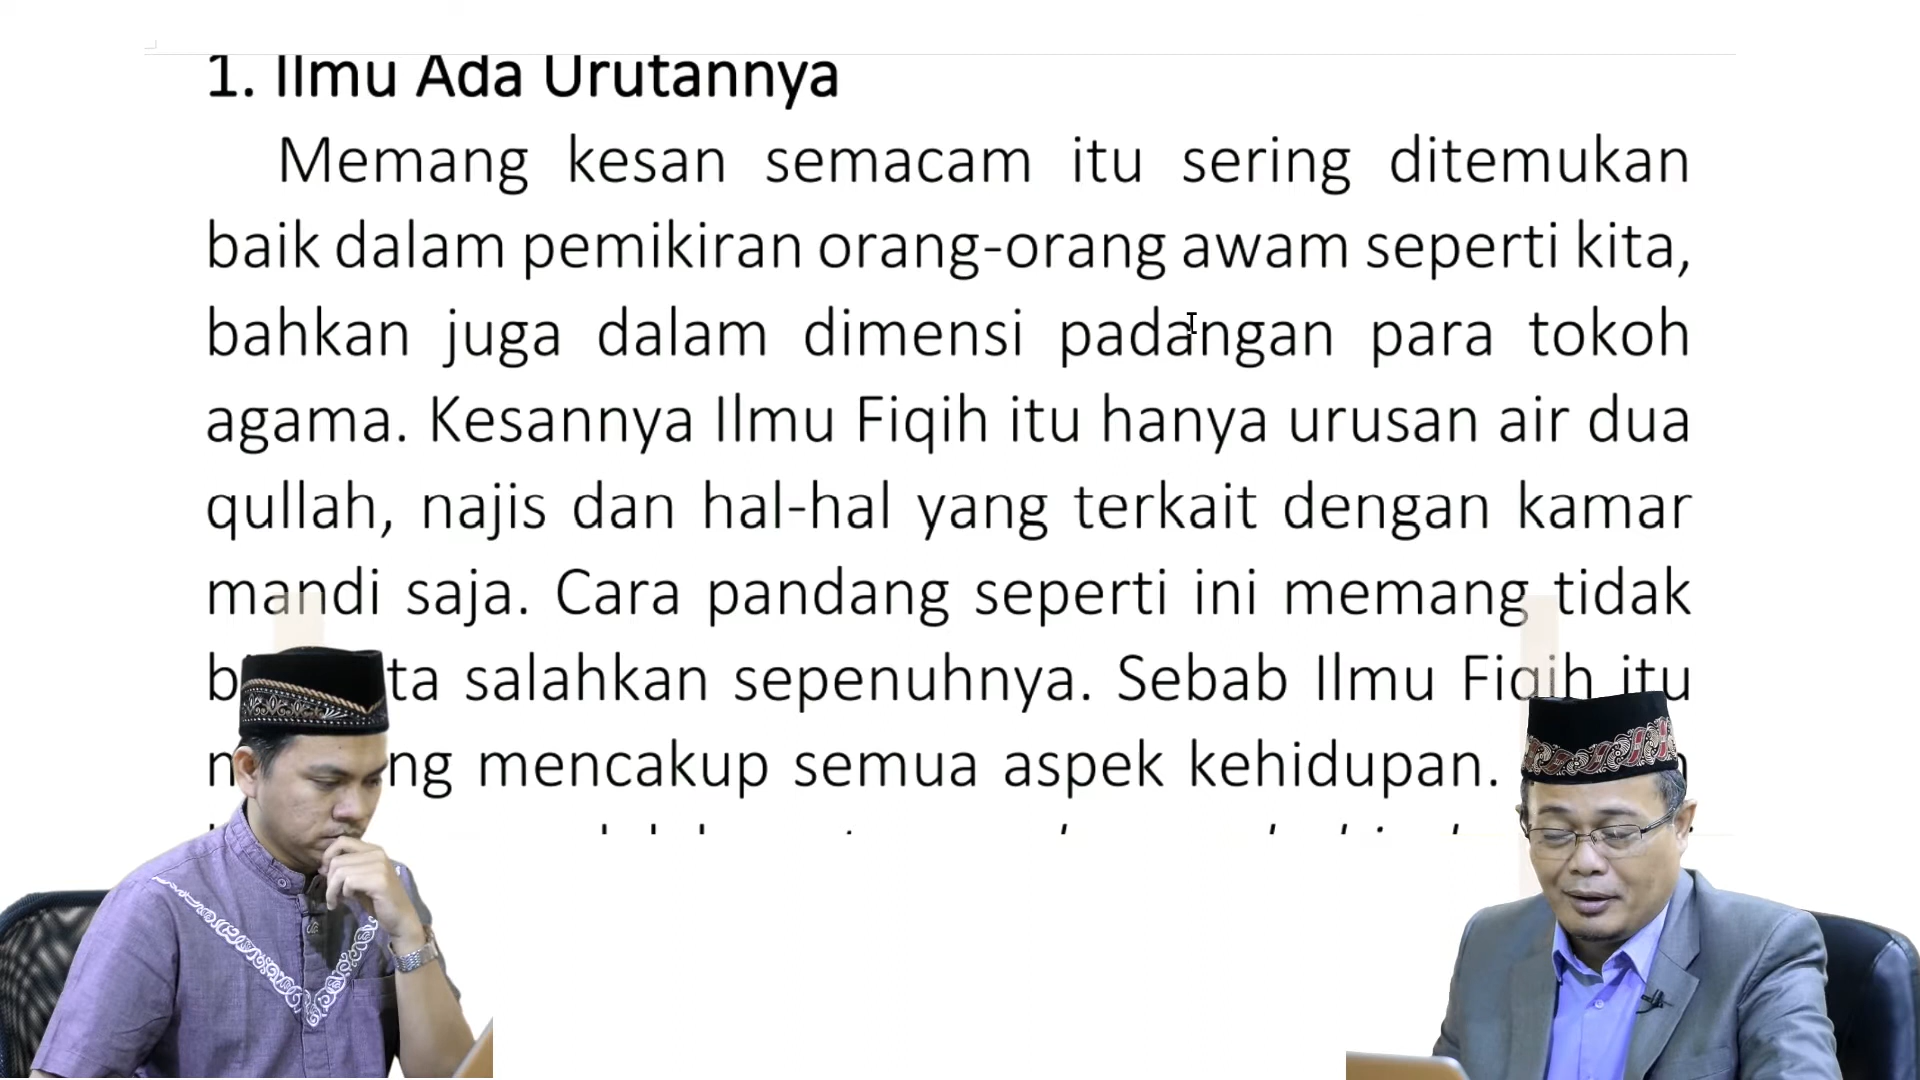 1. Ilmu Ada Urutannya
Memang kesan semacam itu sering ditemukan
baik dalam pemikiran orang-orang awam seperti kita,
bahkan juga dalam dimensi padangan para tokoh
agama. Kesannya Ilmu Fiqih itu hanya urusan air dua
qullah, najis dan hal-hal yang terkait dengan kamar
mandi saja. Cara pandang seperti ini memang tidak
salahkan sepenuhnya. Sebab Ilmu Fiqih itu
mencakup semua aspek kehidupan.